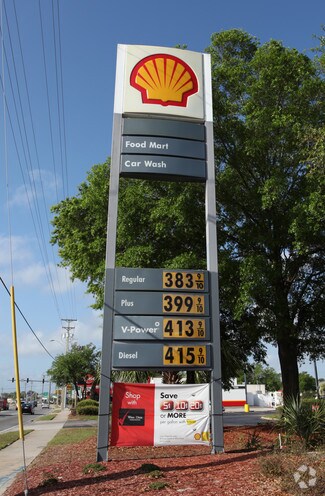 Food Mart
Car Wash
Regular 383 9/10
Plus 399 9/10
V-Power 413 9/10
Diesel 415 9/10
Shop
Save
or MORE